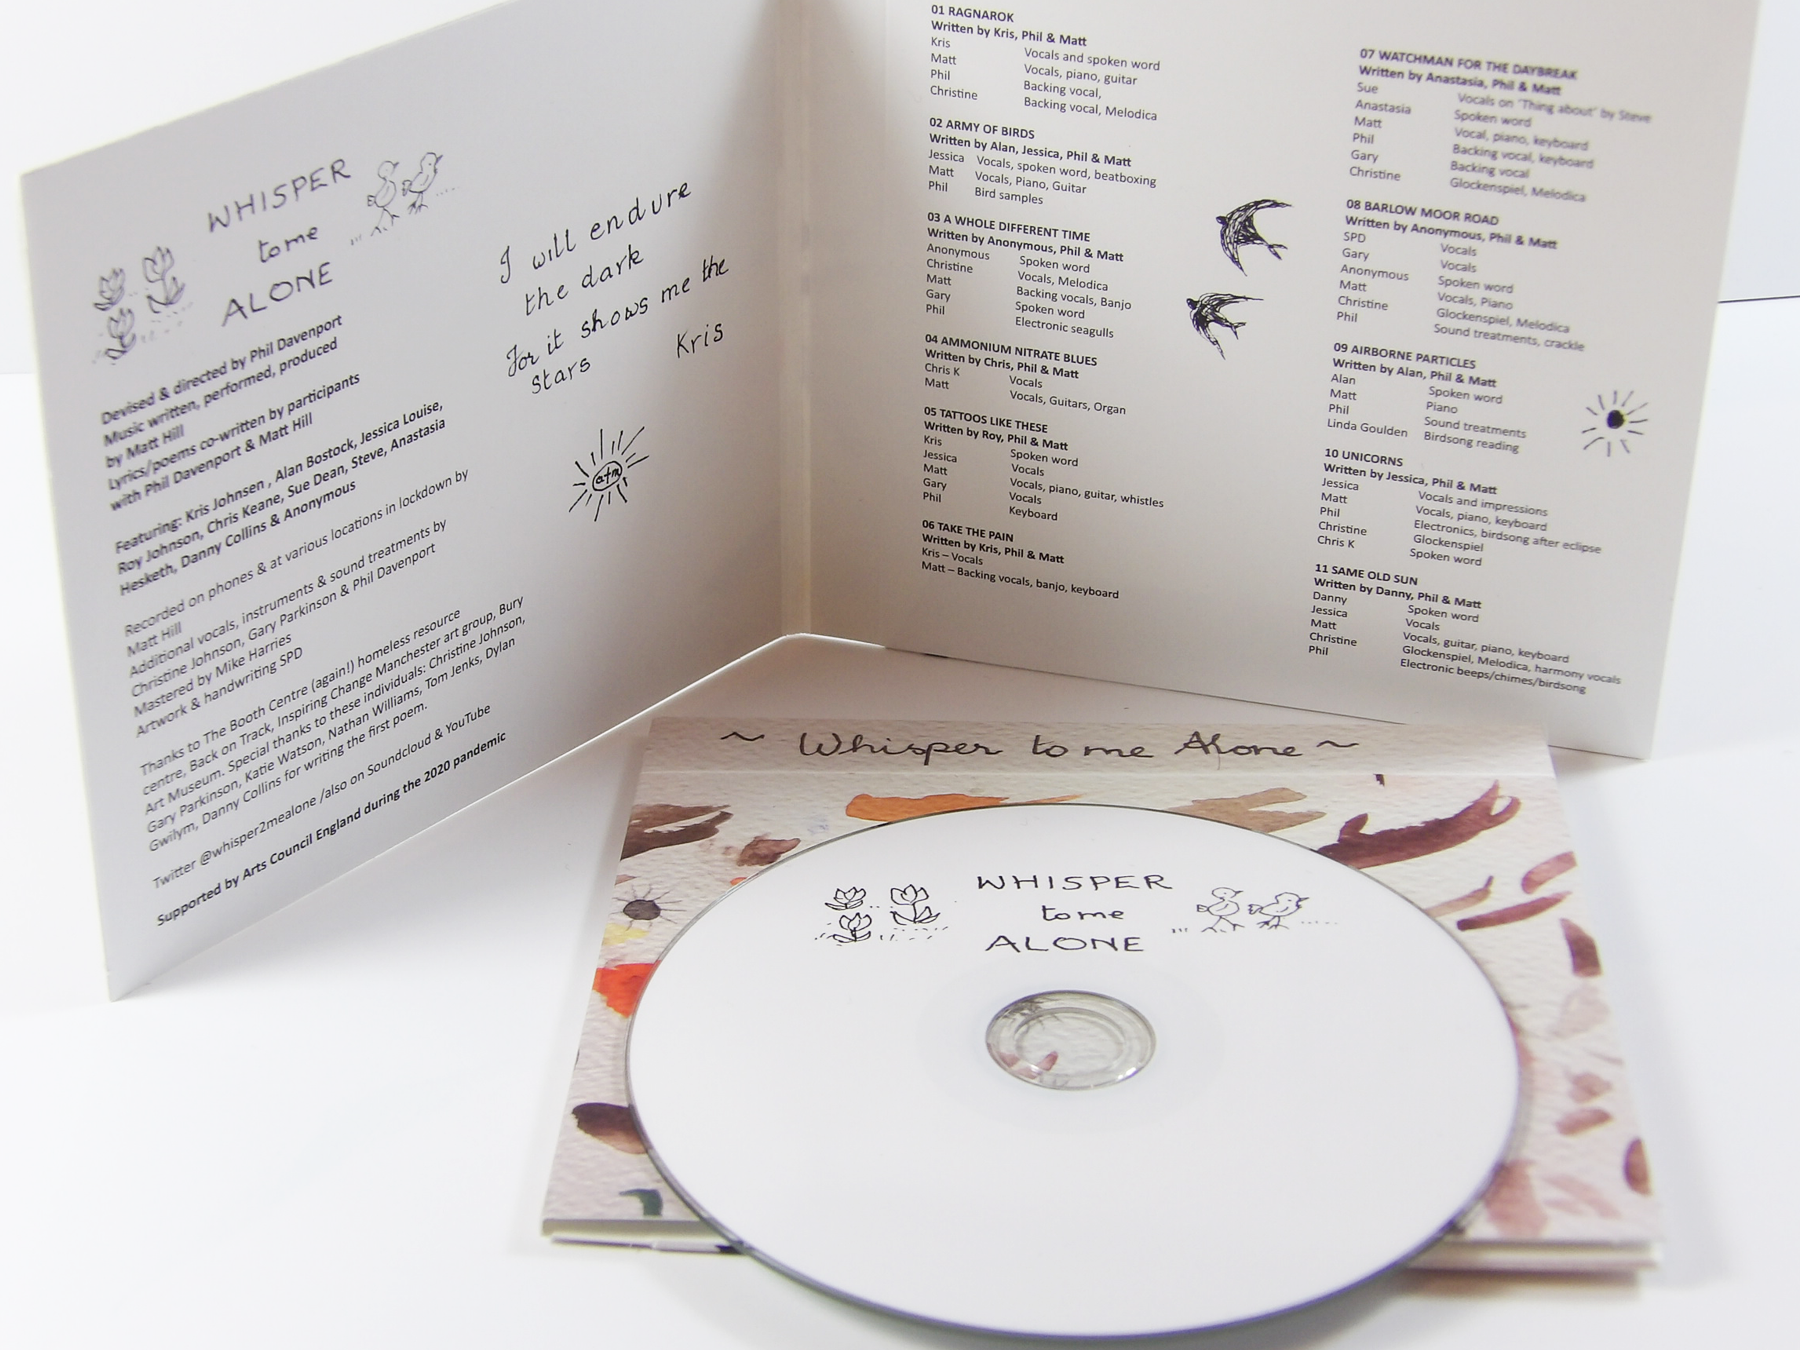 WHISPER
to me
ALONE
Devised & directed by Phil Davenport
Music written, performed, produced
by Matt Hill
Lyrics/poems co-written by participants
with Phil Davenport & Matt Hill
Featuring: Kris Johnsen , Alan Bostock, Jessica Louise,
Roy Johnson, Chris Keane, Sue Dean, Steve, Anastasia
Hesketh, Danny Collins & Anonymous
Recorded on phones & at various locations in lockdown by
Matt Hill
Additional vocals, instruments & sound treatments by
Christine Johnson, Gary Parkinson & Phil Davenport
Mastered by Mike Harries
Artwork & handwriting SPD
Thanks to The Booth Centre (again!) homeless resource
centre, Back on Track, Inspiring Change Manchester art group, Bury
Art Museum. Special thanks to these individuals: Christine Johnson,
Gary Parkinson, Katie Watson, Nathan Williams, Tom Jenks, Dylan
Gwilym, Danny Collins for writing the first poem.
Twitter @whisper2mealone /also on Soundcloud & YouTube
Supported by Arts Council England during the 2020 pandemic
I will endure
the dark
for it shows me the
stars
Kris
01 RAGNAROK
Written by Kris, Phil & Matt
Kris Vocals and spoken word
Matt Vocals, piano, guitar
Phil Backing vocal,
Christine Backing vocal, Melodica
02 ARMY OF BIRDS
Written by Alan, Jessica, Phil & Matt
Jessica Vocals, spoken word, beatboxing
Matt Vocals, Piano, Guitar
Phil Bird samples
03 A WHOLE DIFFERENT TIME
Written by Anonymous, Phil & Matt
Anonymous Spoken word
Christine Vocals, Melodica
Matt Backing vocals, Banjo
Gary Spoken word
Phil Electronic seagulls
04 AMMONIUM NITRATE BLUES
Written by Chris, Phil & Matt
Chris K Vocals
Matt Vocals, Guitars, Organ
05 TATTOOS LIKE THESE
Written by Roy, Phil & Matt
Kris Spoken word
Jessica Vocals
Matt Vocals, piano, guitar, whistles
Gary Vocals
Phil Keyboard
06 TAKE THE PAIN
Written by Kris, Phil & Matt
Kris – Vocals
Matt – Backing vocals, banjo, keyboard
07 WATCHMAN FOR THE DAYBREAK
Written by Anastasia, Phil & Matt
Sue Vocals on 'Thing about' by Steve
Anastasia Spoken word
Matt Vocal, piano, keyboard
Phil Backing vocal, keyboard
Gary Backing vocal
Christine Glockenspiel, Melodica
08 BARLOW MOOR ROAD
Written by Anonymous, Phil & Matt
SPD Vocals
Gary Vocals
Anonymous Spoken word
Matt Vocals, Piano
Christine Glockenspiel, Melodica
Phil Sound treatments, crackle
09 AIRBORNE PARTICLES
Written by Alan, Phil & Matt
Alan Spoken word
Matt Piano
Phil Sound treatments
Linda Goulden Birdsong reading
10 UNICORNS
Written by Jessica, Phil & Matt
Jessica Vocals and impressions
Matt Vocals, piano, keyboard
Phil Electronics, birdsong after eclipse
Christine Glockenspiel
Chris K Spoken word
11 SAME OLD SUN
Written by Danny, Phil & Matt
Danny Spoken word
Jessica Vocals
Matt Vocals, guitar, piano, keyboard
Christine Glockenspiel, Melodica, harmony vocals
Phil Electronic beeps/chimes/birdsong
~ Whisper to me Alone ~
WHISPER
to me
ALONE